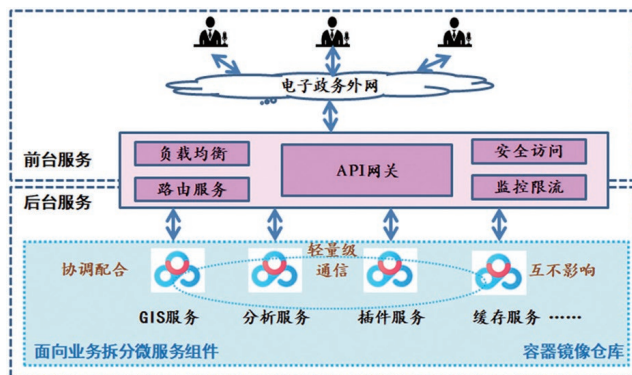 电子政务外网
前台服务
负载均衡
API网关
安全访问
路由服务
监控限流
后台服务
协调配合
轻量级
通信
互不影响
GIS服务
分析服务
插件服务
缓存服务 ……
面向业务拆分微服务组件
容器镜像仓库